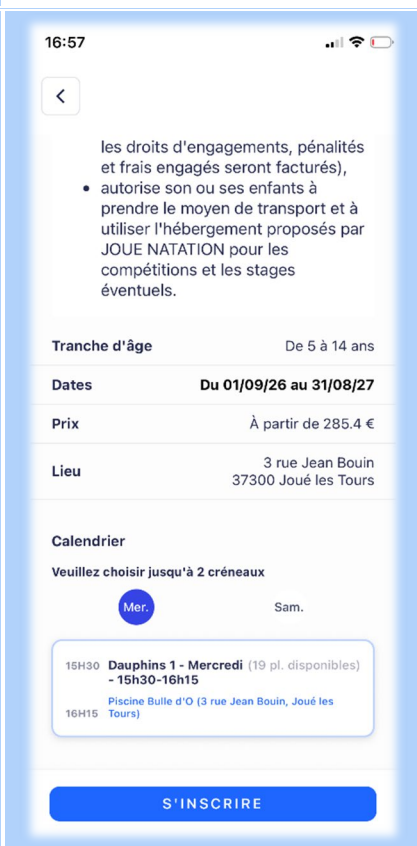 16:57
les droits d'engagements, pénalités
et frais engagés seront facturés),
• autorise son ou ses enfants à
prendre le moyen de transport et à
utiliser l'hébergement proposés par
JOUE NATATION pour les
compétitions et les stages
éventuels.
Tranche d'âge De 5 à 14 ans
Dates Du 01/09/26 au 31/08/27
Prix À partir de 285.4 €
Lieu 3 rue Jean Bouin
37300 Joué les Tours
Calendrier
Veuillez choisir jusqu'à 2 créneaux
Mer. Sam.
15H30 Dauphins 1 - Mercredi (19 pl. disponibles)
- 15h30-16h15
Piscine Bulle d'O (3 rue Jean Bouin, Joué les
16H15 Tours)
S'INSCRIRE